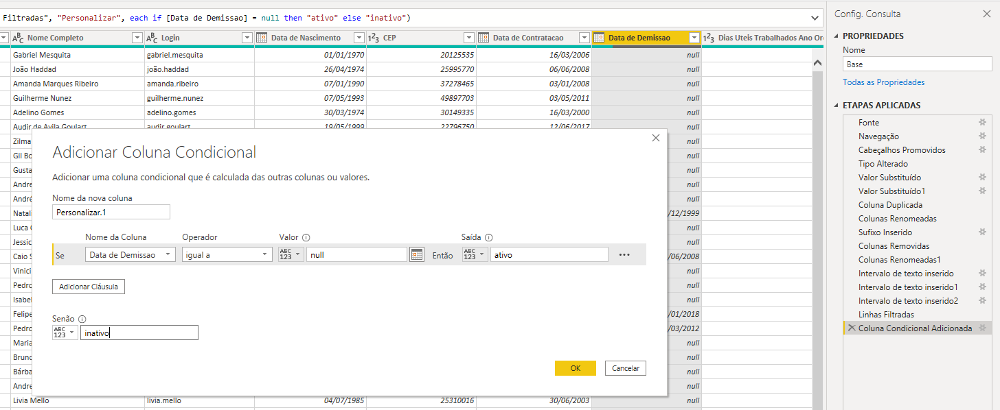 Filtradas", "Personalizar", each if [Data de Demissao] = null then "ativo" else "inativo")
Config. Consulta
Nome Completo Login Data de Nascimento CEP Data de Contratacao Data de Demissao Dias Uteis Trabalhados Ano Or
Gabriel Mesquita gabriel.mesquita 01/01/1970 20125535 16/03/2006 null
João Haddad joão.haddad 26/04/1974 25995770 06/06/2008 null
Amanda Marques Ribeiro amanda.ribeiro 07/01/1990 37278465 03/01/2008 null
Guilherme Nunez guilherme.nunez 07/05/1993 49897703 03/05/2011 null
Adelino Gomes adelino.gomes 30/03/1974 30149335 16/03/2000 null
Audir de Avila Goulart audir.goulart 19/05/1999 22796750 12/06/2017 null
Zilma null
Gil Bo null
Gusta null
Andre null
André null
Natali /12/1999
Luca null
Jessic null
Caio S /06/2008
Vinici null
Pedro null
Isabel null
Felipe /01/2018
Pedro /03/2012
Maria null
Bruno null
Bárba null
Andre null
Livia Mello livia.mello 04/07/1985 25310016 30/06/2003 null
Adicionar Coluna Condicional
Adicionar uma coluna condicional que é calculada das outras colunas ou valores.
Nome da nova coluna
Personalizar.1
Nome da Coluna Operador Valor Saída
Se Data de Demissao igual a ABC 123 null Então ABC 123 ativo
Adicionar Cláusula
Senão
ABC 123 inativo
OK Cancelar
PROPRIEDADES
Nome
Base
Todas as Propriedades
ETAPAS APLICADAS
Fonte
Navegação
Cabeçalhos Promovidos
Tipo Alterado
Valor Substituído
Valor Substituído1
Coluna Duplicada
Colunas Renomeadas
Sufixo Inserido
Colunas Removidas
Colunas Renomeadas1
Intervalo de texto inserido
Intervalo de texto inserido1
Intervalo de texto inserido2
Linhas Filtradas
Coluna Condicional Adicionada